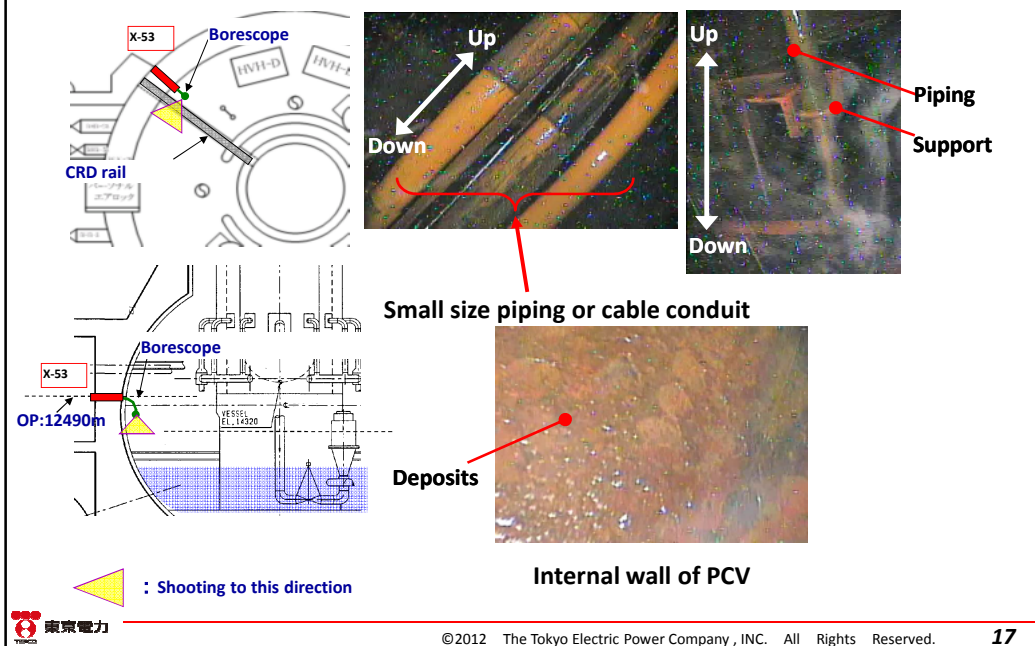 X-53
Borescope
HVH-D
CRD rail
パーソナル
エアロック
Up
Down
Up
Down
Piping
Support
Small size piping or cable conduit
X-53
Borescope
OP:12490m
VESSEL
EL.14320
Deposits
Internal wall of PCV
: Shooting to this direction
東京電力
TEPCO
©2012 The Tokyo Electric Power Company , INC. All Rights Reserved.
17